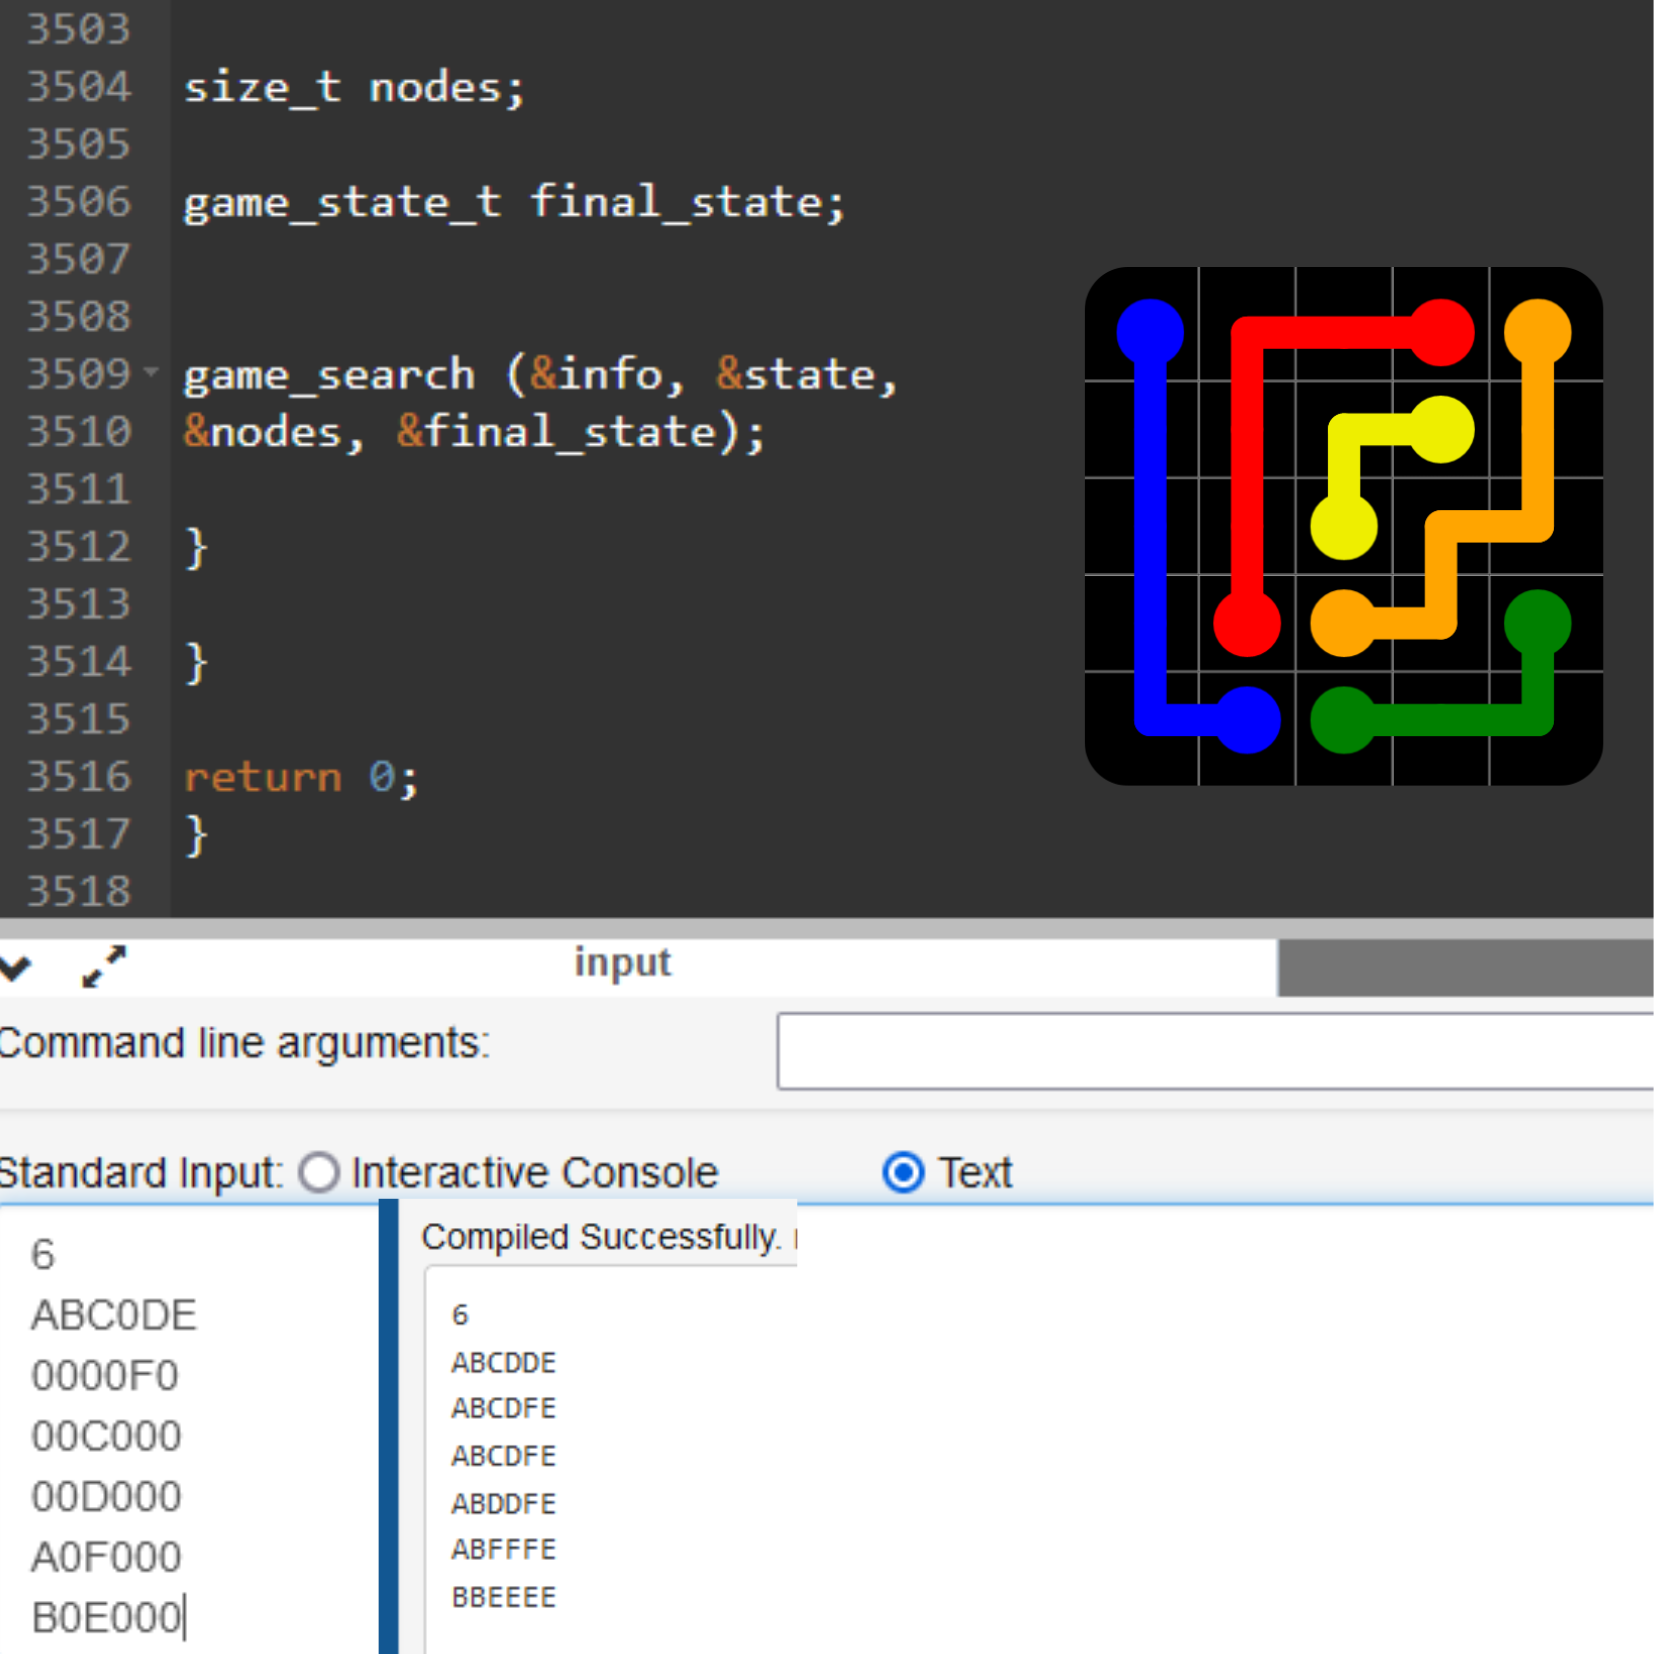 3503
3504 size_t nodes;
3505
3506 game_state_t final_state;
3507
3508
3509 game_search (&info, &state,
3510 &nodes, &final_state);
3511
3512 }
3513
3514 }
3515
3516 return 0;
3517 }
3518
input
Command line arguments:
Standard Input: Interactive Console Text
6
ABC0DE
0000F0
00C000
00D000
A0F000
B0E000
Compiled Successfully.
6
ABCDDE
ABCDFE
ABCDFE
ABDDFE
ABFFFE
BBEEEE